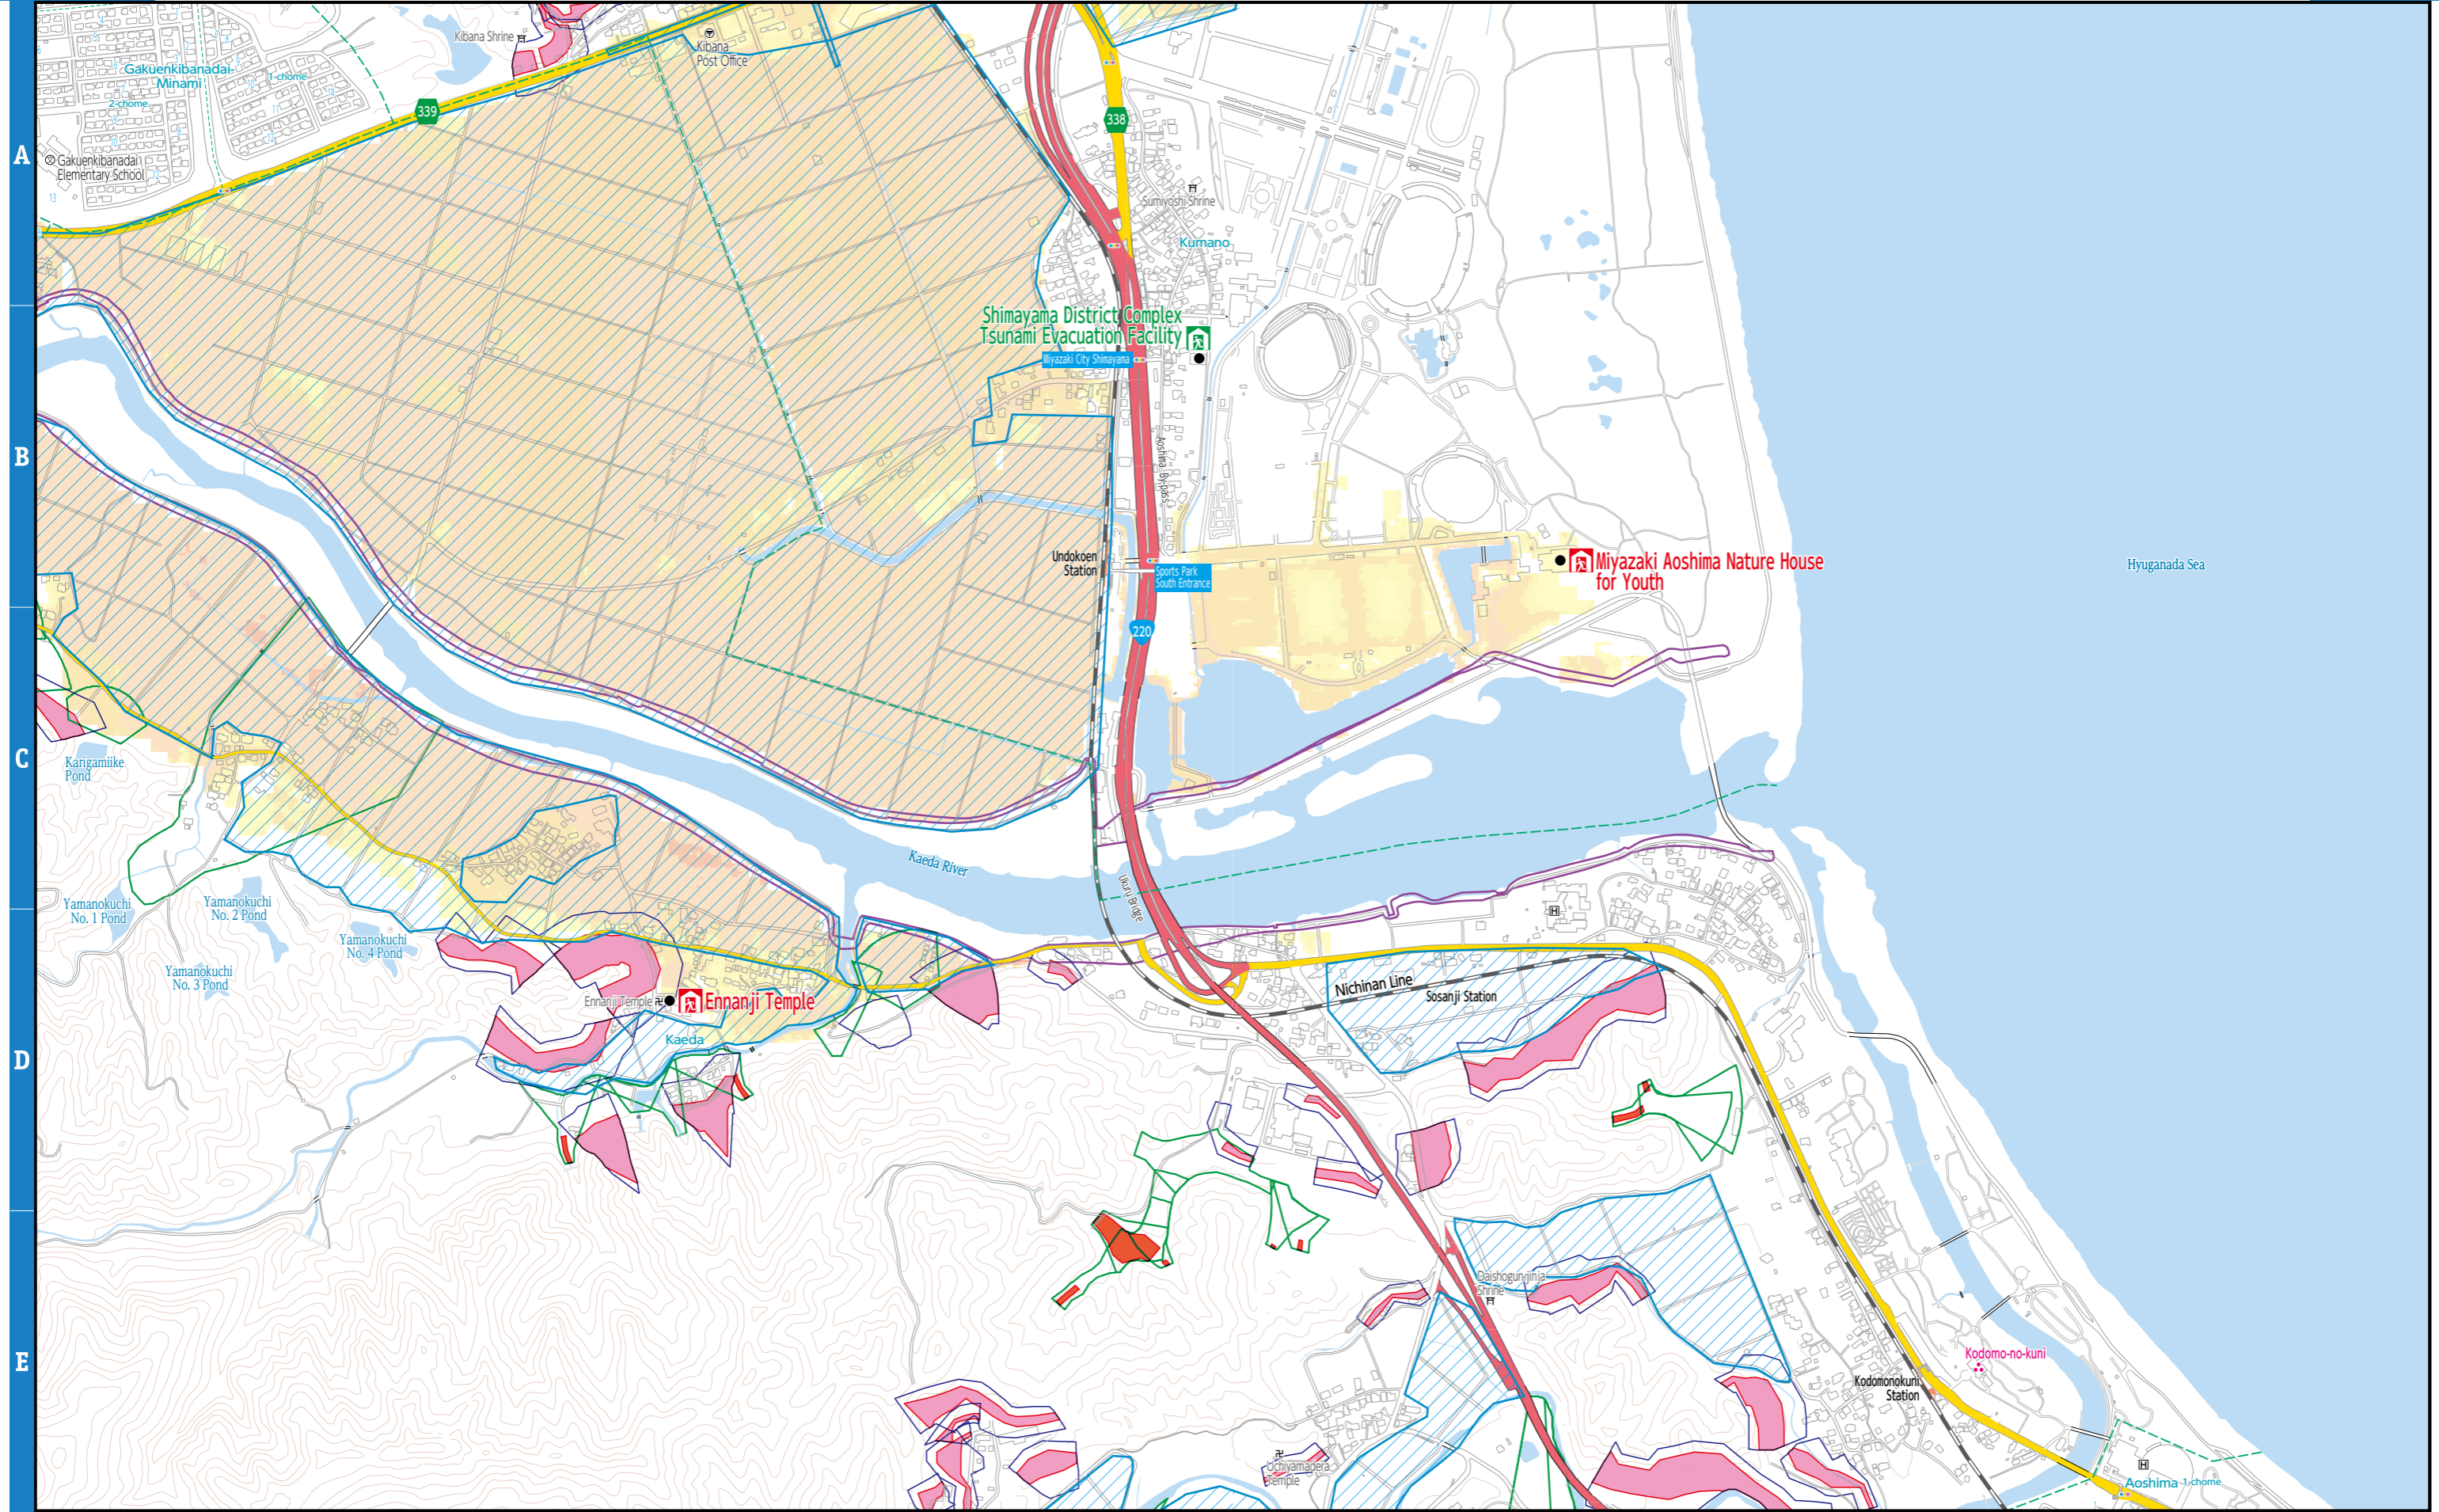 A
B
C
D
E
Kibana Shrine
Kibana
Post Office
Gakuenkibanadai-
Minami
1-chome
2-chome
339
338
Gakuenkibanadai
Elementary School
13
Sumiyoshi Shrine
Kumano
Shimayama District Complex
Tsunami Evacuation Facility
Miyazaki City Shimayama
Aoshima By-pass
Undokoen
Station
Sports Park
South Entrance
Miyazaki Aoshima Nature House
for Youth
Hyuganada Sea
220
Karigamiike
Pond
Kaeda River
Ukuru Bridge
Yamanokuchi
No. 1 Pond
Yamanokuchi
No. 2 Pond
Yamanokuchi
No. 4 Pond
Yamanokuchi
No. 3 Pond
Ennanji Temple
Ennanji Temple
Kaeda
Nichinan Line
Sosanji Station
H
Daishogun-jinja
Shrine
Kodomo-no-kuni
Kodomonokuni
Station
Uchiyamadera
Temple
H
Aoshima 1-chome